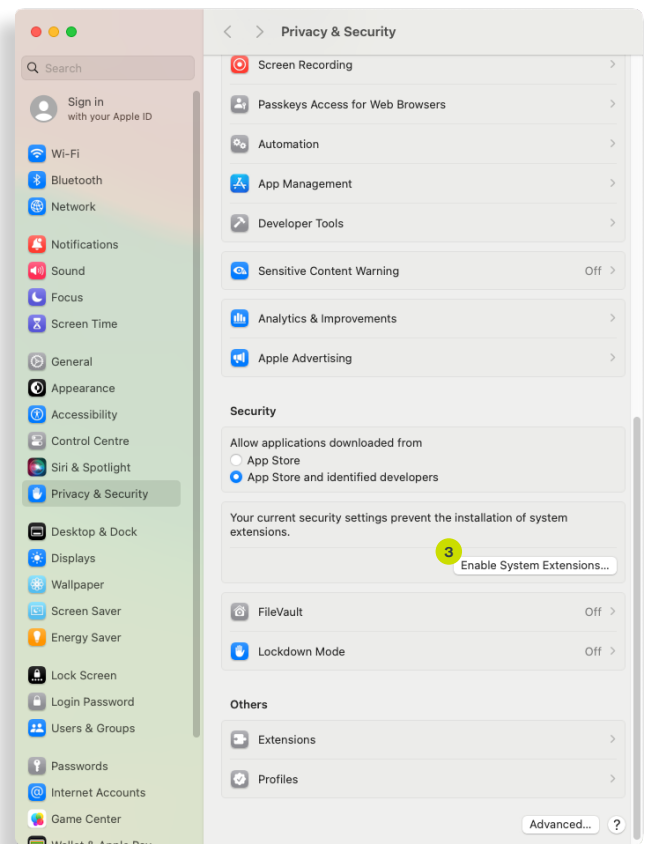 Privacy & Security
Search
Sign in
with your Apple ID
Wi-Fi
Bluetooth
Network
Notifications
Sound
Focus
Screen Time
General
Appearance
Accessibility
Control Centre
Siri & Spotlight
Privacy & Security
Desktop & Dock
Displays
Wallpaper
Screen Saver
Energy Saver
Lock Screen
Login Password
Users & Groups
Passwords
Internet Accounts
Game Center
Wallet & Apple Pay
Screen Recording
Passkeys Access for Web Browsers
Automation
App Management
Developer Tools
Sensitive Content Warning Off
Analytics & Improvements
Apple Advertising
Security
Allow applications downloaded from
App Store
App Store and identified developers
Your current security settings prevent the installation of system
extensions.
3
Enable System Extensions...
FileVault Off
Lockdown Mode Off
Others
Extensions
Profiles
Advanced... ?